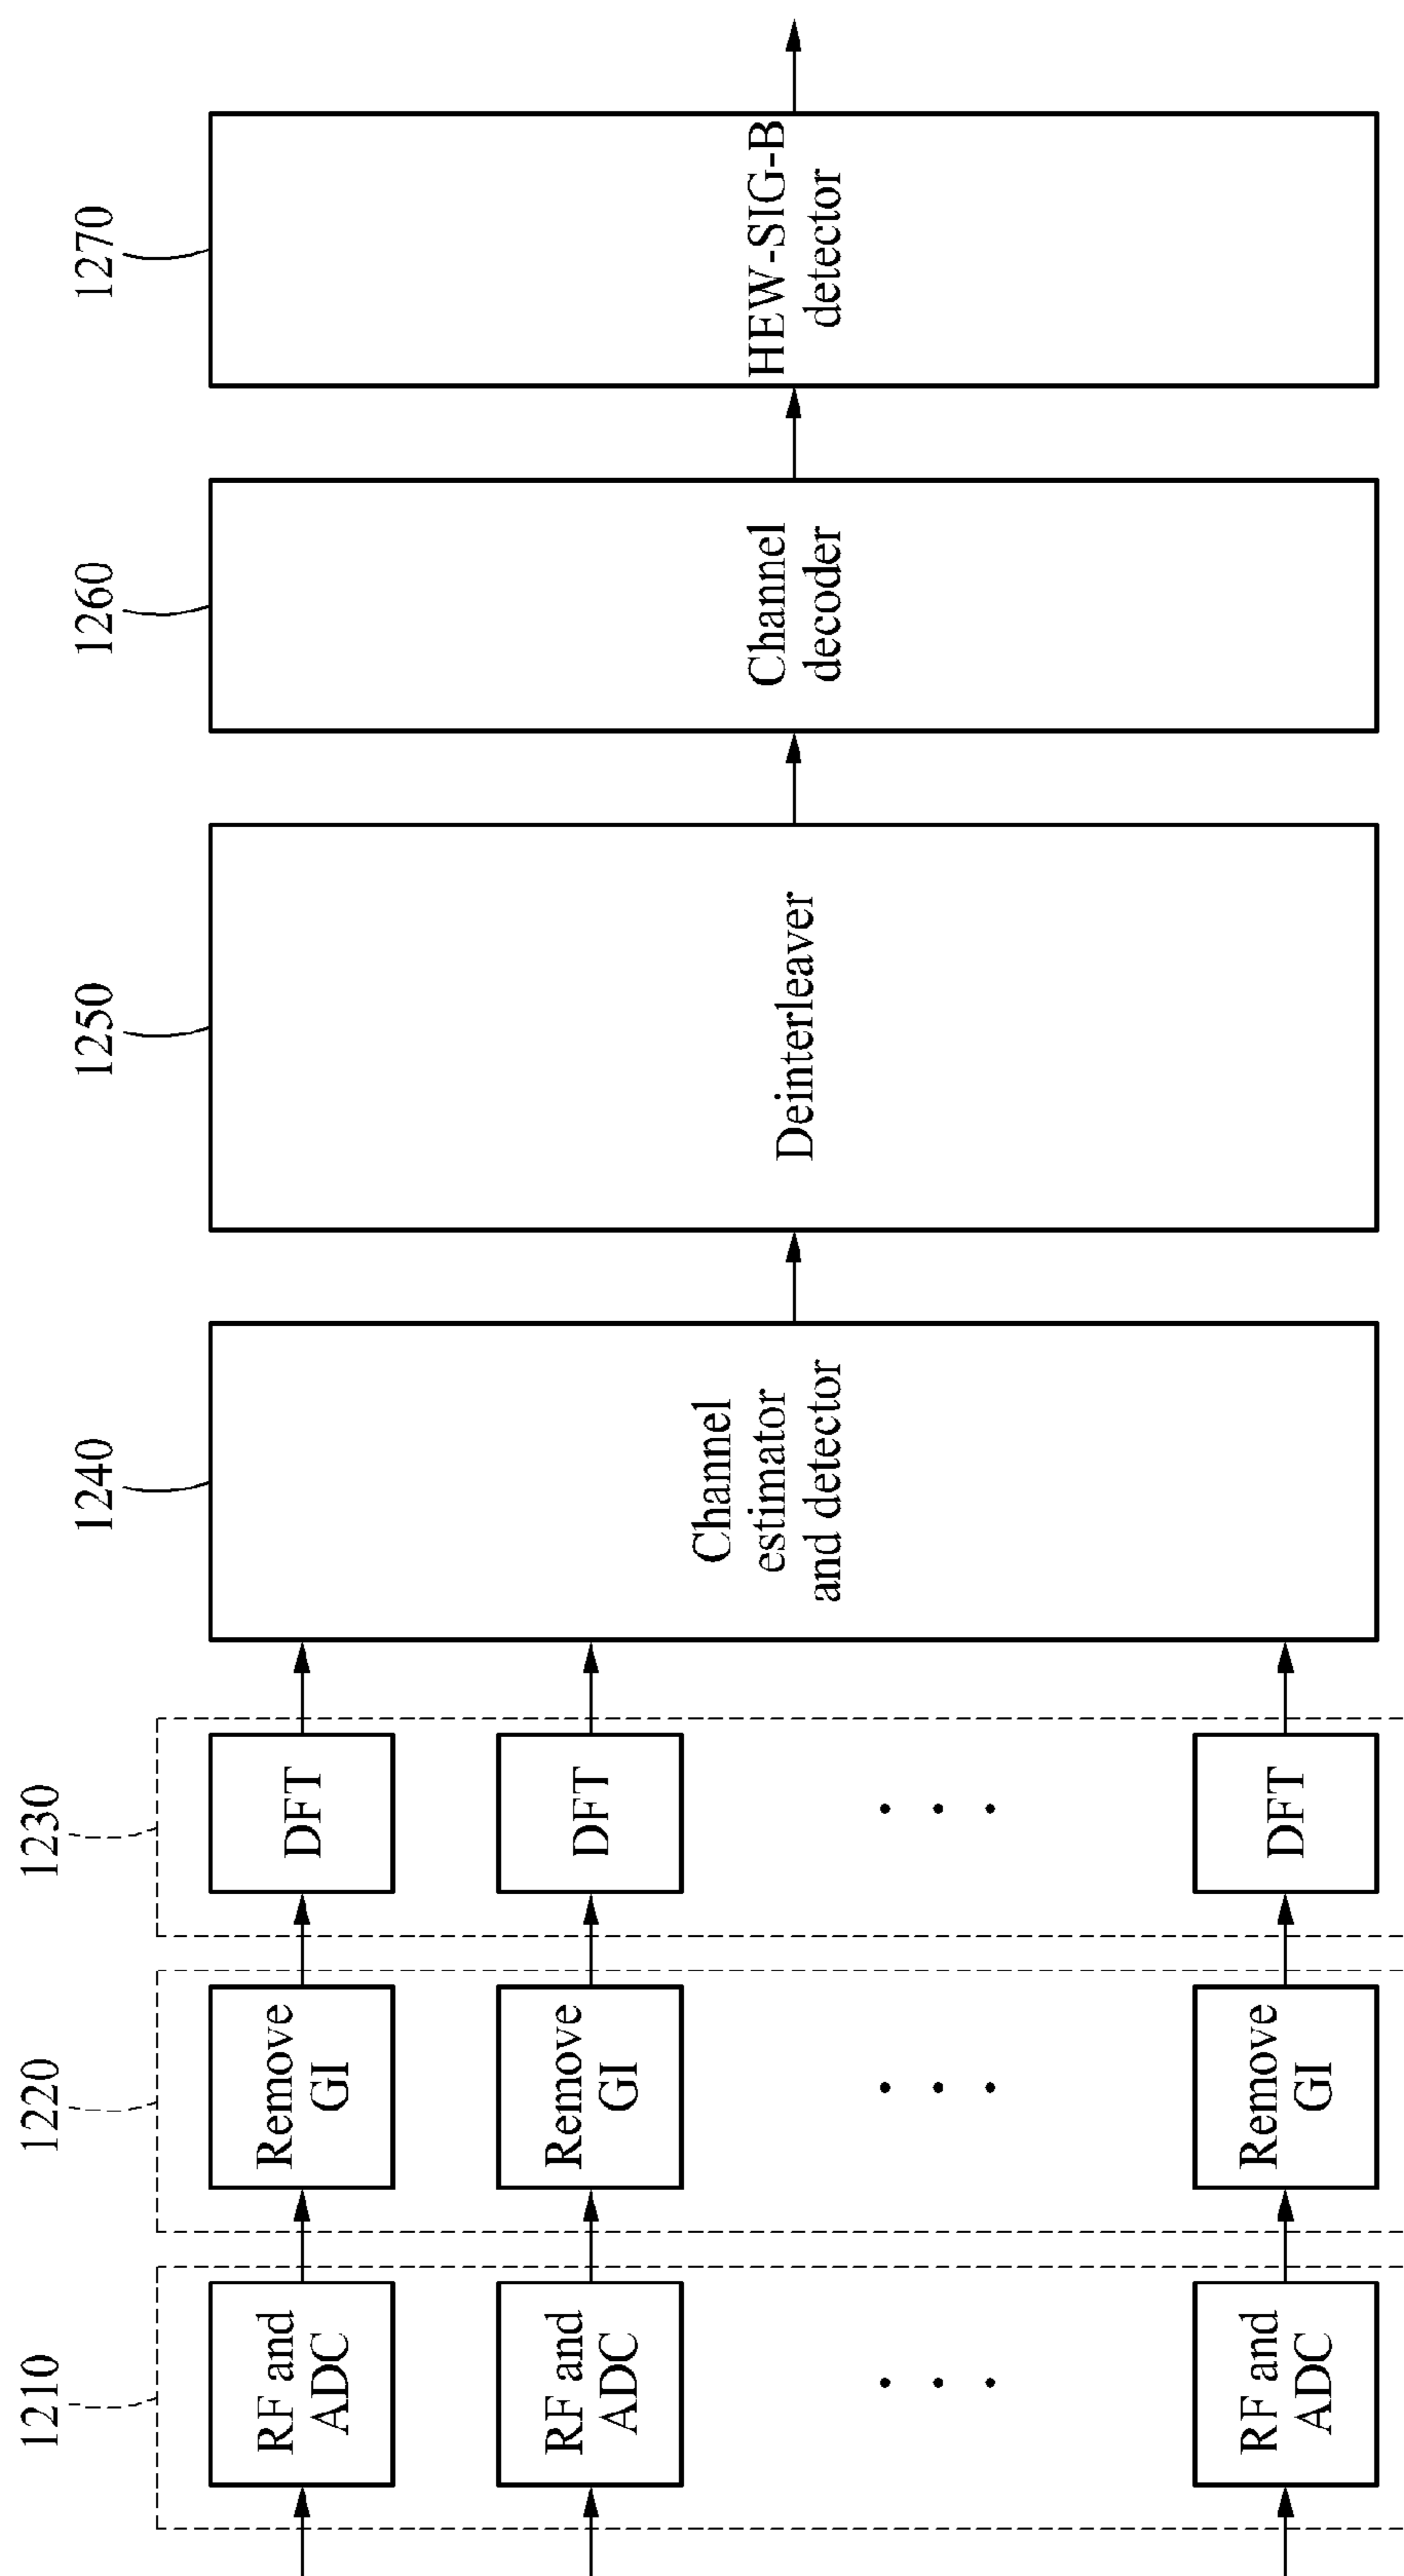 1210
1220
1230
1240
1250
1260
1270
RF and
ADC
Remove
GI
DFT
RF and
ADC
Remove
GI
DFT
RF and
ADC
Remove
GI
DFT
Channel
estimator
and detector
Deinterleaver
Channel
decoder
HEW-SIG-B
detector